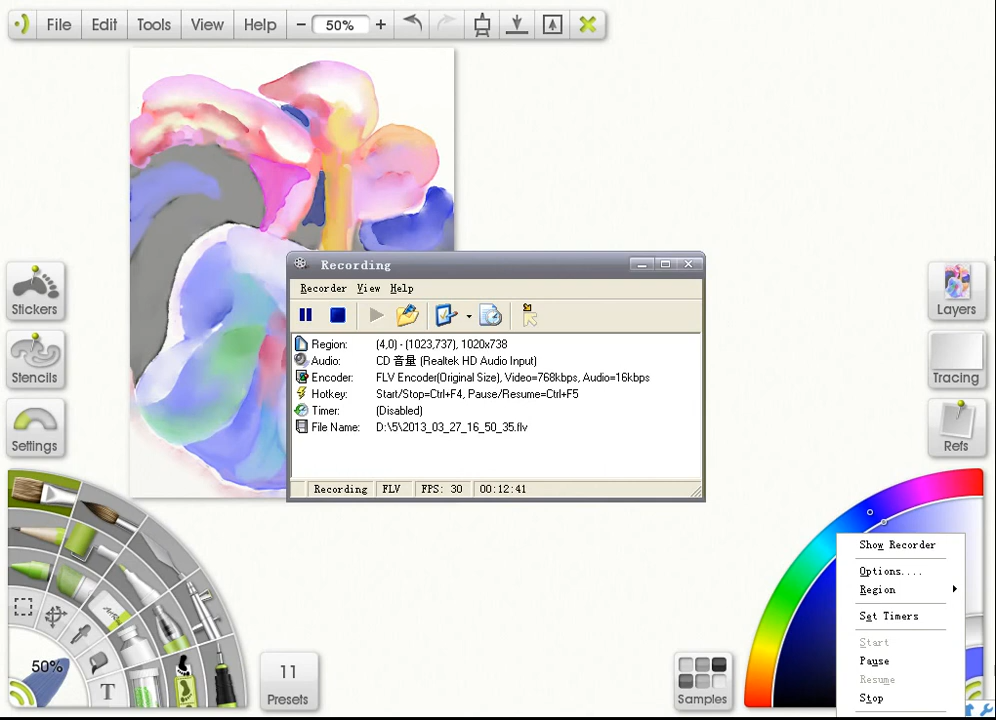 File Edit Tools View Help − 50% +
Recording
Recorder View Help
Region: (4,0) - (1023,737), 1020x738
Audio: CD 音量 (Realtek HD Audio Input)
Encoder: FLV Encoder(Original Size), Video=768kbps, Audio=16kbps
Hotkey: Start/Stop=Ctrl+F4, Pause/Resume=Ctrl+F5
Timer: (Disabled)
File Name: D:\5\2013_03_27_16_50_35.flv
Recording FLV FPS: 30 00:12:41
Stickers
Stencils
Settings
Layers
Tracing
Refs
50%
T
11
Presets
Samples
Show Recorder
Options....
Region
Set Timers
Start
Pause
Resume
Stop